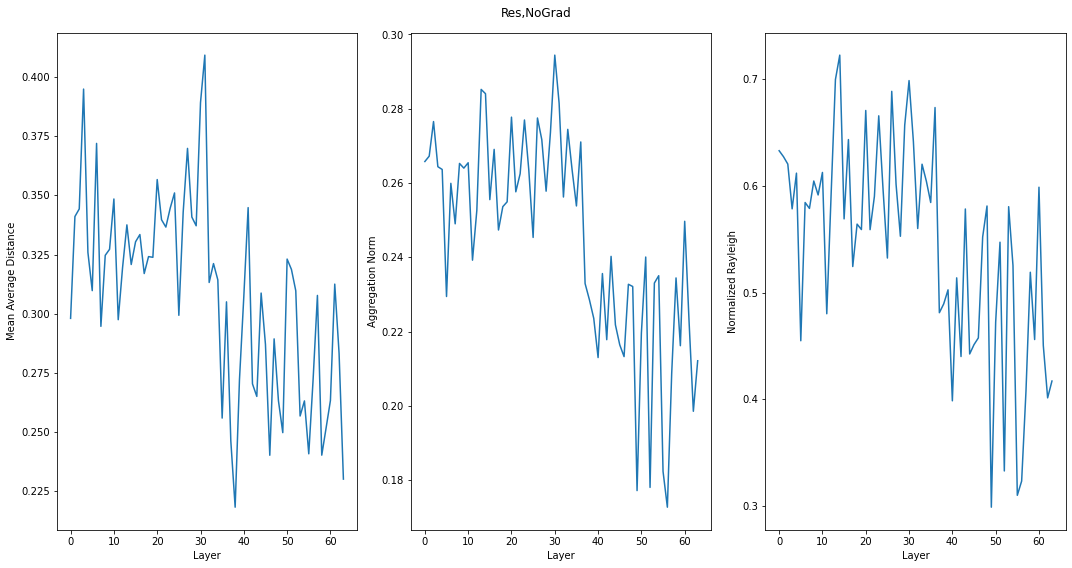 Res,NoGrad
Mean Average Distance
0.400
0.375
0.350
0.325
0.300
0.275
0.250
0.225
0 10 20 30 40 50 60
Layer
Aggregation Norm
0.30
0.28
0.26
0.24
0.22
0.20
0.18
0 10 20 30 40 50 60
Layer
Normalized Rayleigh
0.7
0.6
0.5
0.4
0.3
0 10 20 30 40 50 60
Layer